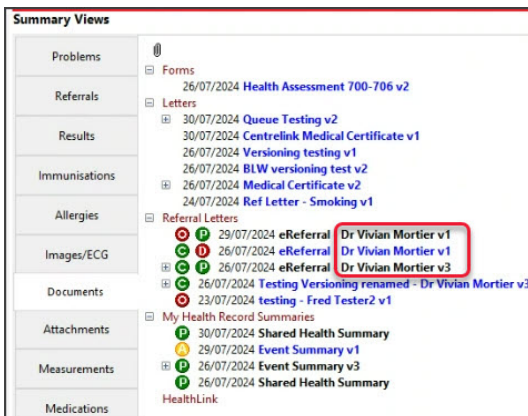 Summary Views
Problems
Referrals
Results
Immunisations
Allergies
Images/ECG
Documents
Attachments
Measurements
Medications
Forms
26/07/2024 Health Assessment 700-706 v2
Letters
30/07/2024 Queue Testing v2
30/07/2024 Centrelink Medical Certificate v1
26/07/2024 Versioning testing v1
26/07/2024 BLW versioning test v2
26/07/2024 Medical Certificate v2
24/07/2024 Ref Letter - Smoking v1
Referral Letters
O P 29/07/2024 eReferral Dr Vivian Mortier v1
C D 26/07/2024 eReferral Dr Vivian Mortier v1
C P 26/07/2024 eReferral Dr Vivian Mortier v3
C 26/07/2024 Testing Versioning renamed - Dr Vivian Mortier v3
O 23/07/2024 testing - Fred Tester2 v1
My Health Record Summaries
P 30/07/2024 Shared Health Summary
A 29/07/2024 Event Summary v1
P 26/07/2024 Event Summary v3
P 26/07/2024 Shared Health Summary
HealthLink